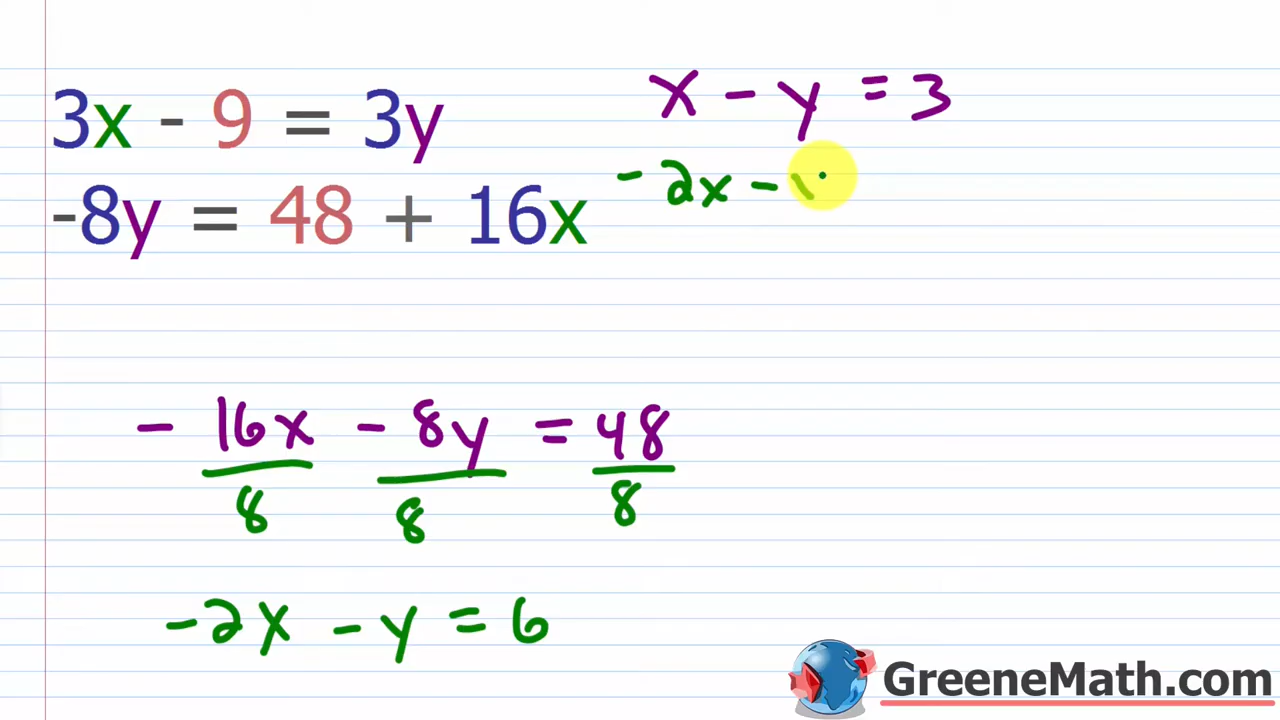 3x - 9 = 3y
-8y = 48 + 16x
x - y = 3
- 2x -
- 16x - 8y = 48
8 8 8
-2x - y = 6
GreeneMath.com